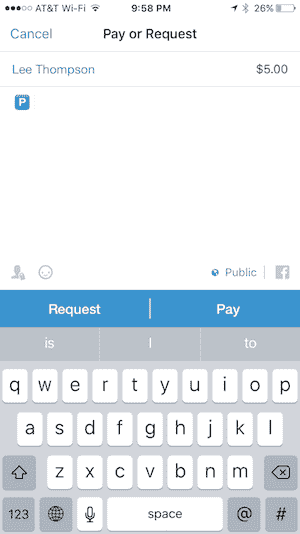 AT&T Wi-Fi 9:58 PM 26%
Cancel Pay or Request
Lee Thompson $5.00
P
Public
Request Pay
is I to
q w e r t y u i o p
a s d f g h j k l
z x c v b n m
123 space @ #